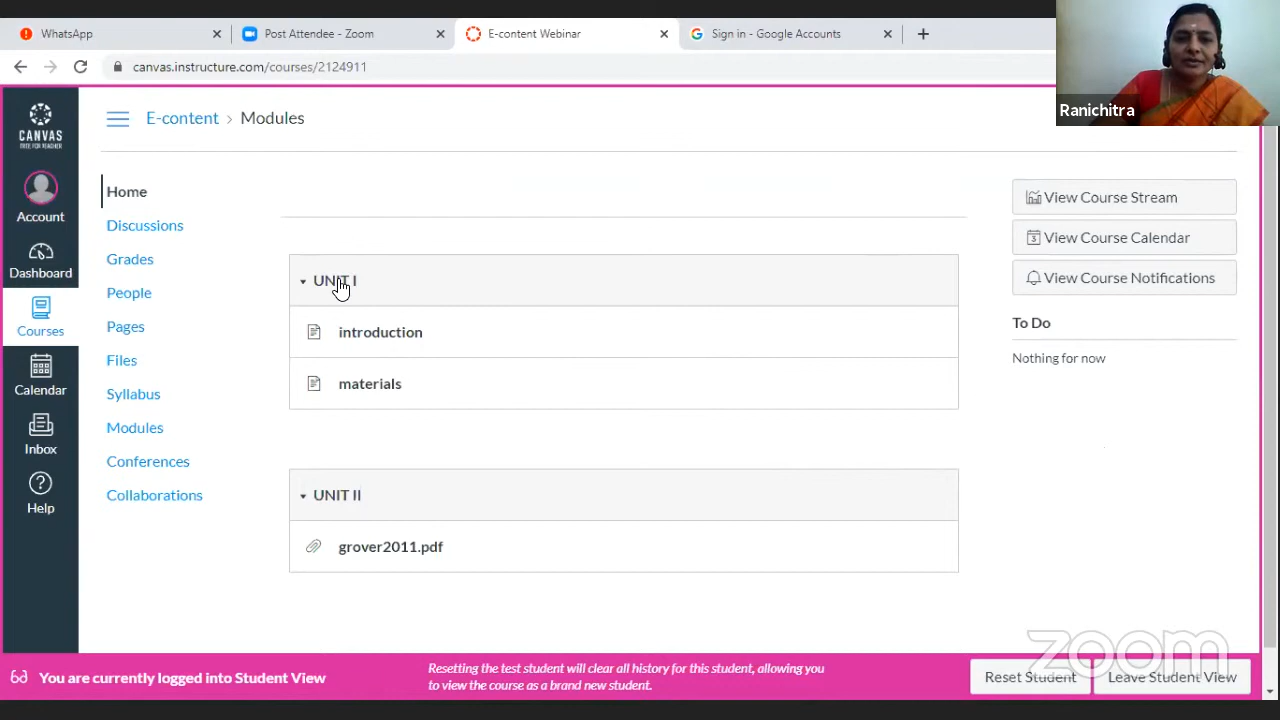 WhatsApp
Post Attendee - Zoom
E-content Webinar
Sign in - Google Accounts
canvas.instructure.com/courses/2124911
Ranichitra
CANVAS
FREE FOR TEACHER
Account
Dashboard
Courses
Calendar
Inbox
Help
E-content › Modules
Home
Discussions
Grades
People
Pages
Files
Syllabus
Modules
Conferences
Collaborations
UNIT I
introduction
materials
UNIT II
grover2011.pdf
View Course Stream
3 View Course Calendar
View Course Notifications
To Do
Nothing for now
You are currently logged into Student View
Resetting the test student will clear all history for this student, allowing
you to view the course as a brand new student.
Reset Student
Leave Student View
zoom